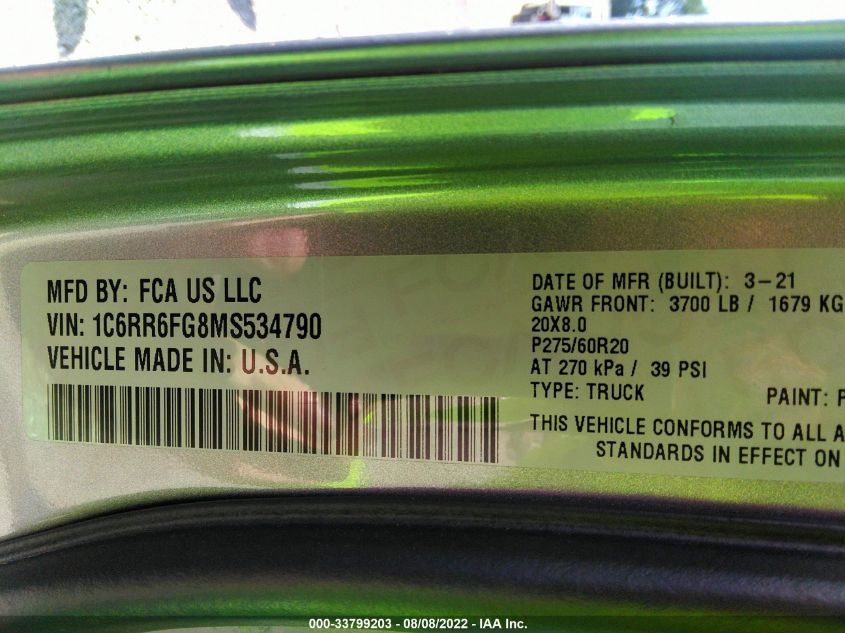 MFD BY: FCA US LLC
VIN: 1C6RR6FG8MS534790
VEHICLE MADE IN: U.S.A.
DATE OF MFR (BUILT): 3-21
GAWR FRONT: 3700 LB / 1679 KG
20X8.0
P275/60R20
AT 270 kPa / 39 PSI
TYPE: TRUCK PAINT:
THIS VEHICLE CONFORMS TO ALL A
STANDARDS IN EFFECT ON
000-33799203 - 08/08/2022 - IAA Inc.